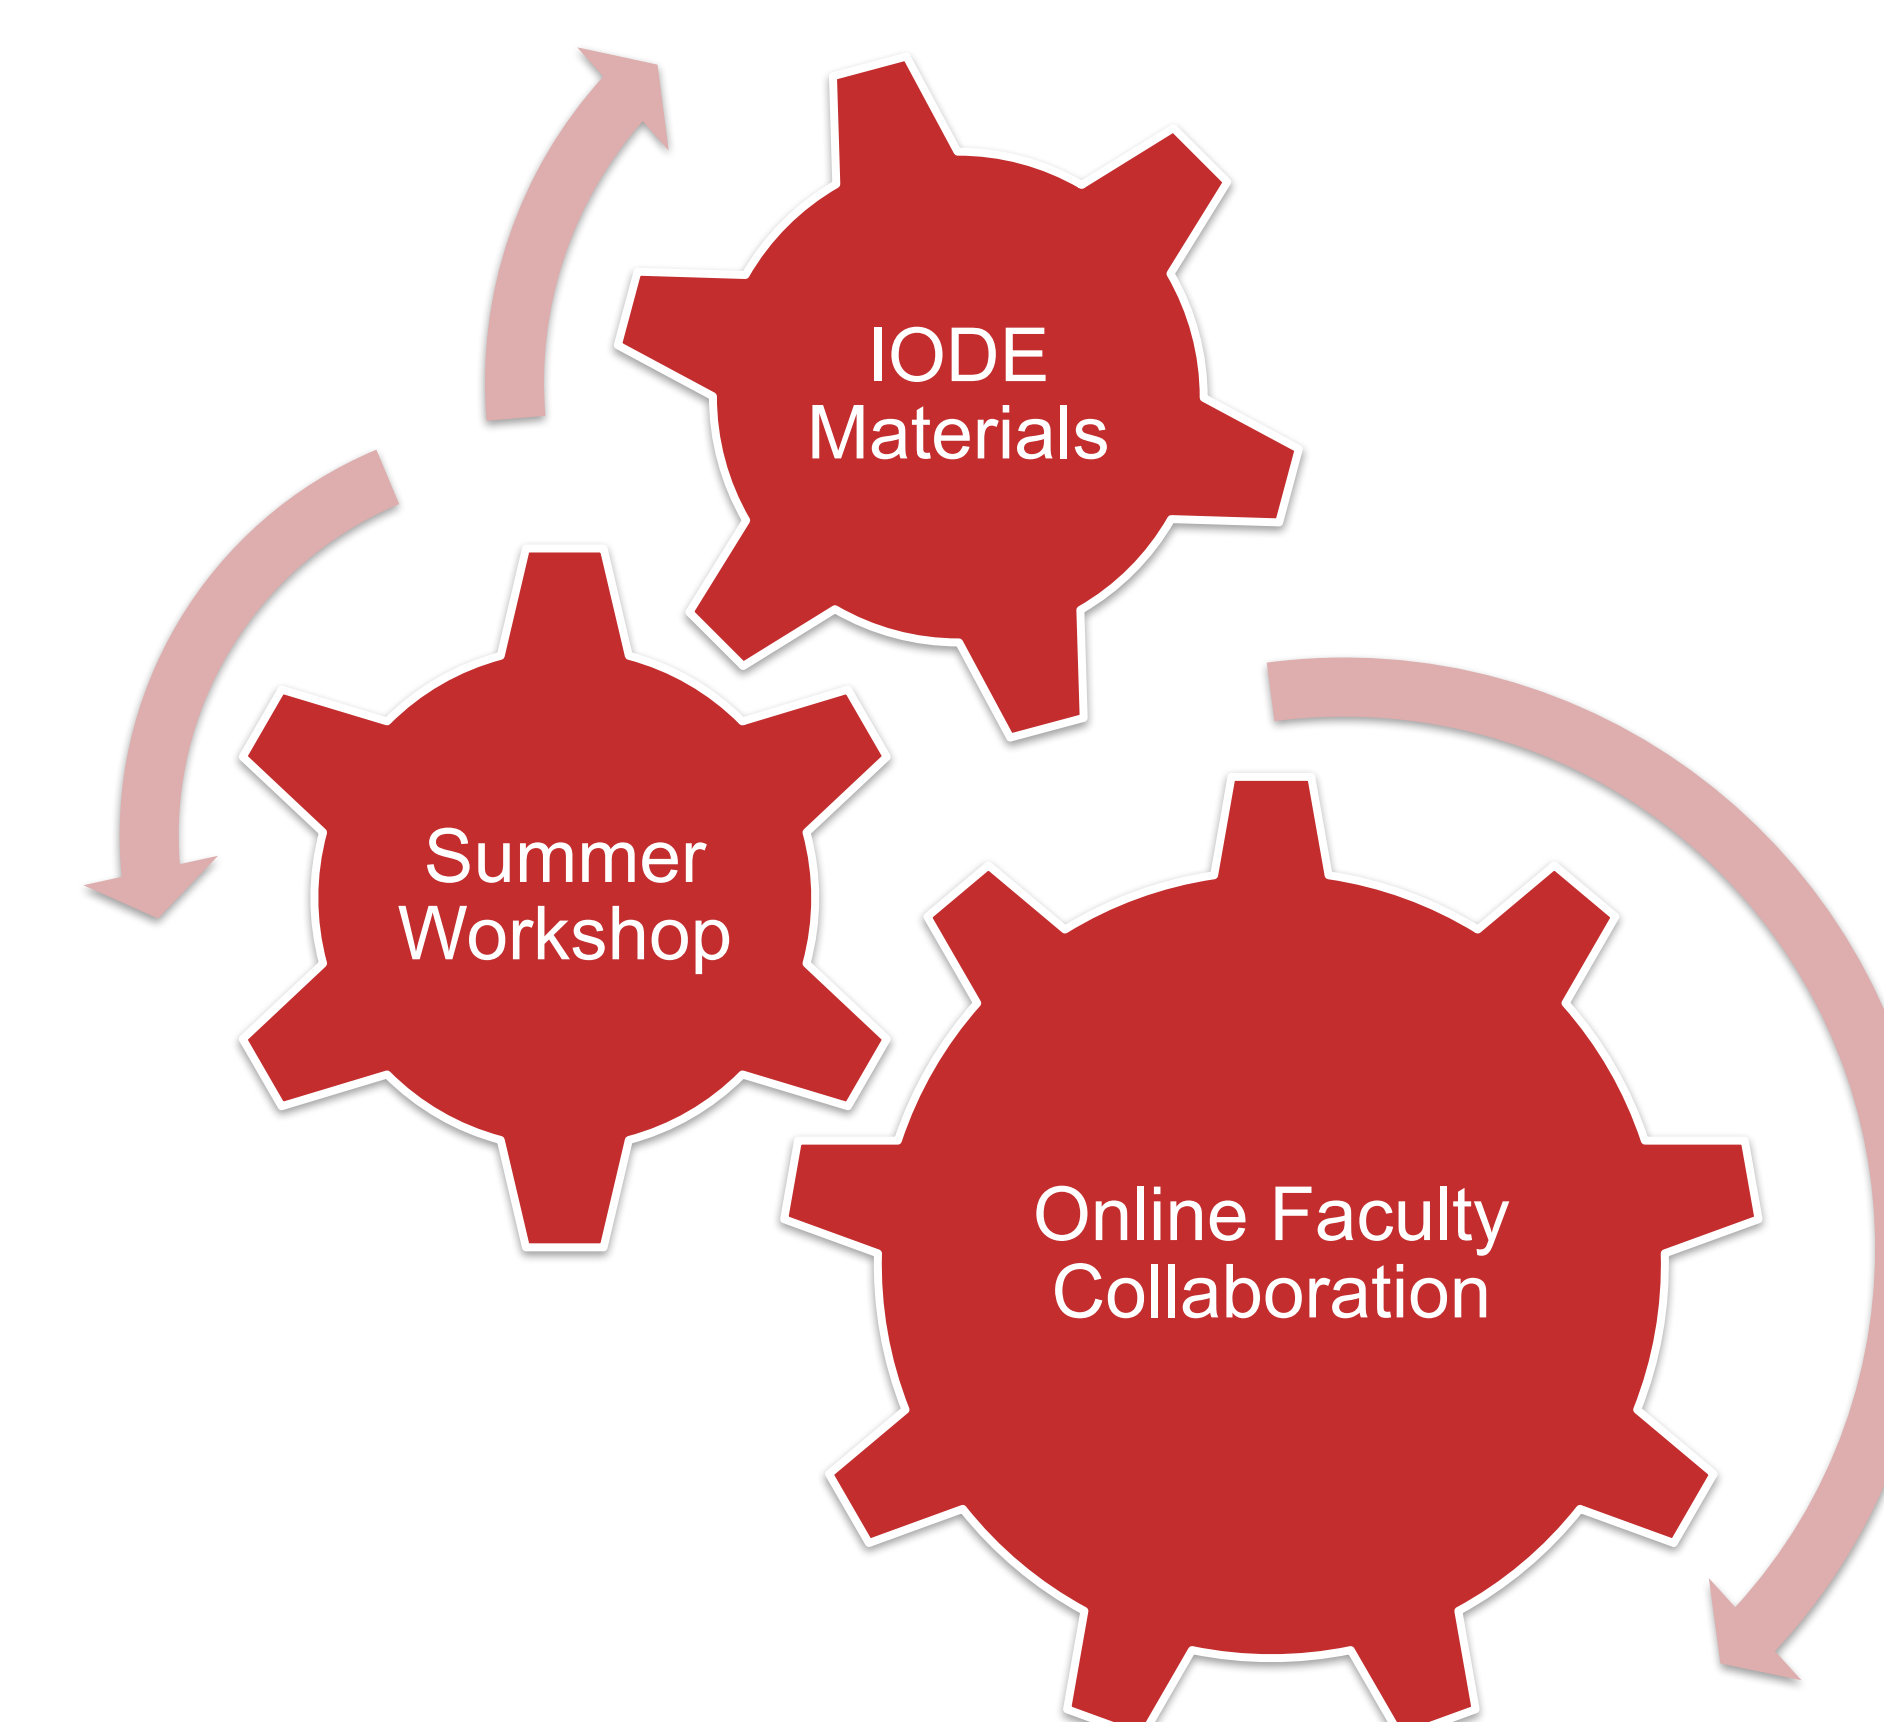 IODE
Materials
Summer
Workshop
Online Faculty
Collaboration